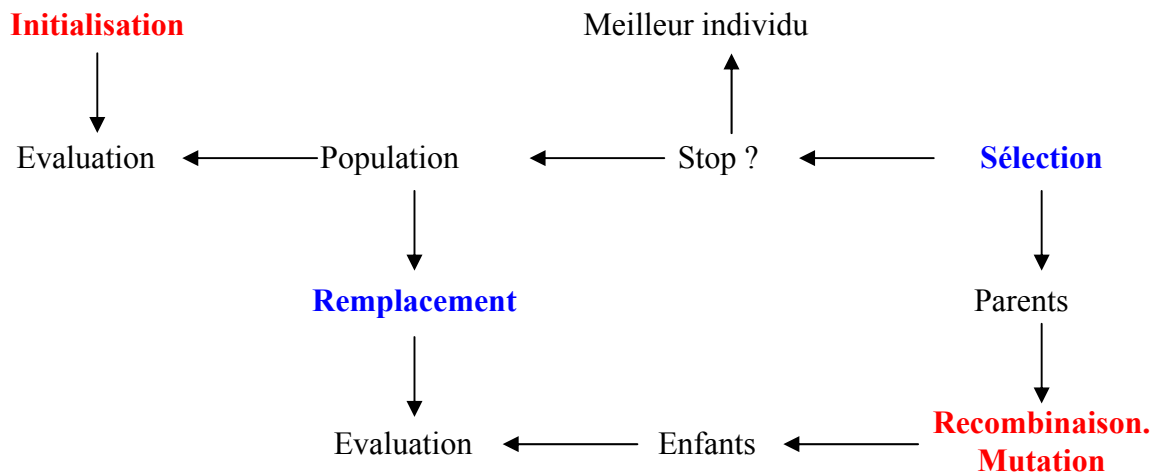 Initialisation
Meilleur individu
Evaluation
Population
Stop ?
Sélection
Remplacement
Parents
Evaluation
Enfants
Recombinaison.
Mutation